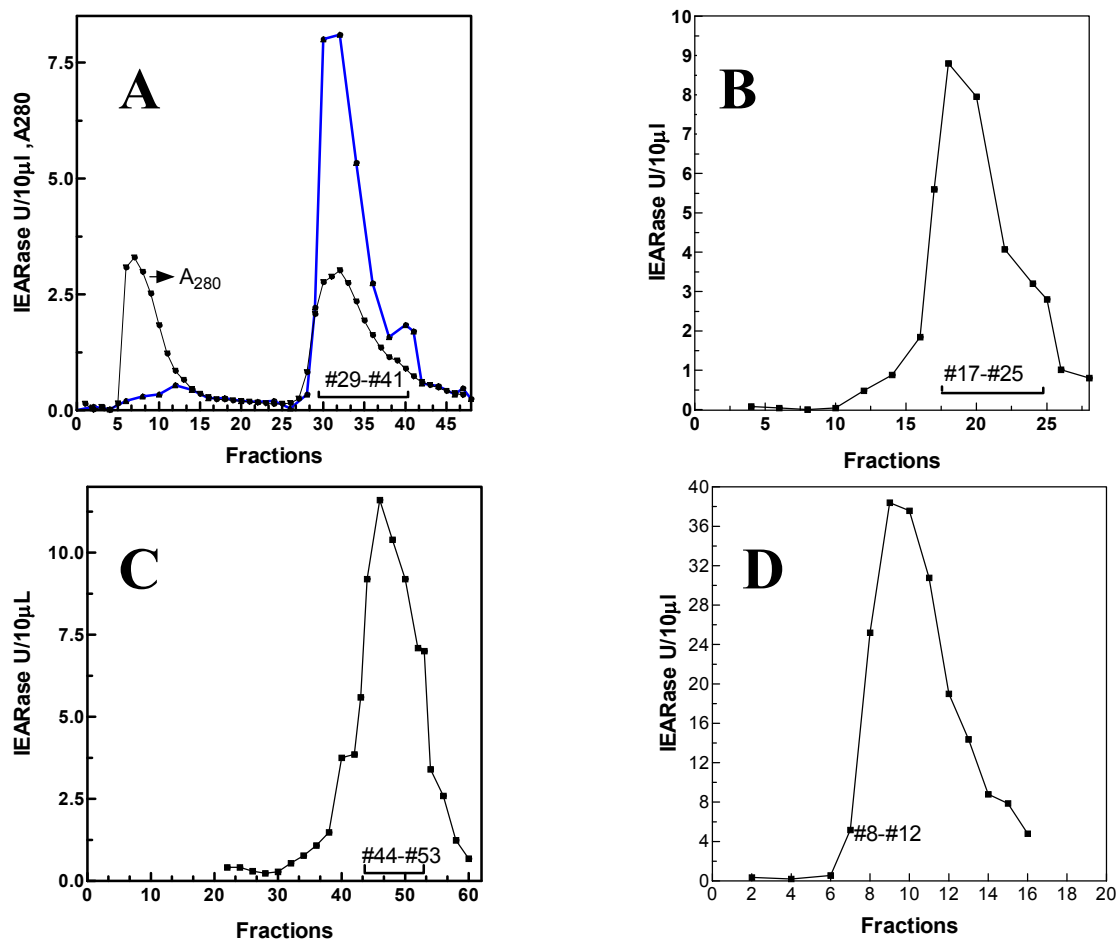 IEARase U/10µl ,A280
7.5
5.0
2.5
0.0
A
A280
#29-#41
0 5 10 15 20 25 30 35 40 45
Fractions
IEARase U/10µl
10
9
8
7
6
5
4
3
2
1
0
B
#17-#25
0 5 10 15 20 25
Fractions
IEARase U/10µL
10.0
7.5
5.0
2.5
0.0
C
#44-#53
0 10 20 30 40 50 60
Fractions
IEARase U/10µl
40
36
32
28
24
20
16
12
8
4
0
D
#8-#12
0 2 4 6 8 10 12 14 16 18 20
Fractions